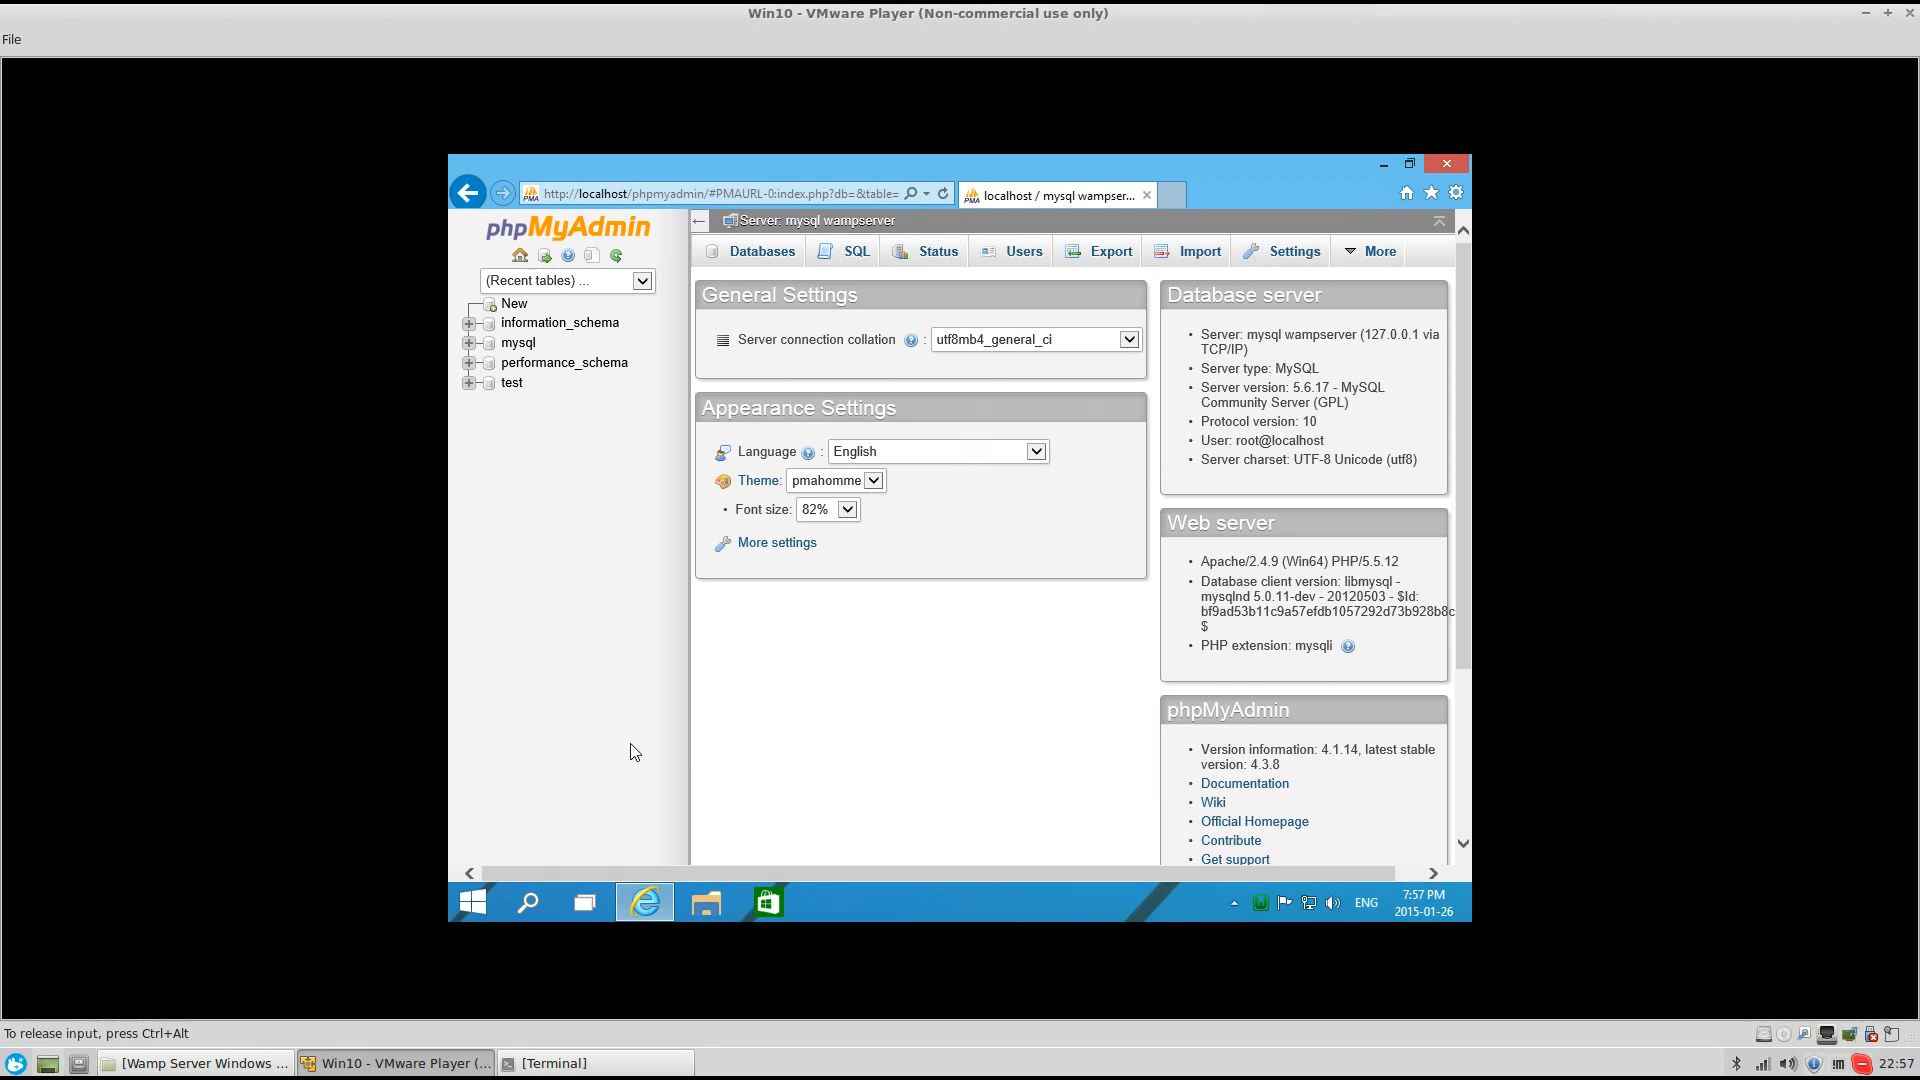 Win10 - VMware Player (Non-commercial use only)
File
http://localhost/phpmyadmin/#PMAURL-0:index.php?db=&table=
PMA
localhost / mysql wampser...
phpMyAdmin
Server: mysql wampserver
Databases SQL Status Users Export Import Settings More
(Recent tables) ...
New
information_schema
mysql
performance_schema
test
General Settings
Server connection collation : utf8mb4_general_ci
Appearance Settings
Language : English
Theme: pmahomme
• Font size: 82%
More settings
Database server
• Server: mysql wampserver (127.0.0.1 via
TCP/IP)
• Server type: MySQL
• Server version: 5.6.17 - MySQL
Community Server (GPL)
• Protocol version: 10
• User: root@localhost
• Server charset: UTF-8 Unicode (utf8)
Web server
• Apache/2.4.9 (Win64) PHP/5.5.12
• Database client version: libmysql -
mysqlnd 5.0.11-dev - 20120503 - $Id:
bf9ad53b11c9a57efdb1057292d73b928b8c
$
• PHP extension: mysqli
phpMyAdmin
• Version information: 4.1.14, latest stable
version: 4.3.8
• Documentation
• Wiki
• Official Homepage
• Contribute
• Get support
ENG
7:57 PM
2015-01-26
To release input, press Ctrl+Alt
[Wamp Server Windows ...
Win10 - VMware Player (...
[Terminal]
22:57